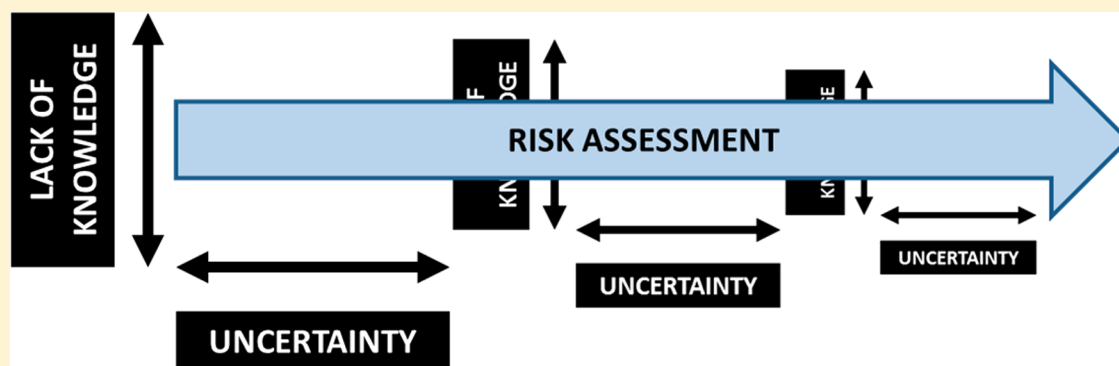 LACK OF
KNOWLEDGE
RISK ASSESSMENT
UNCERTAINTY
UNCERTAINTY
UNCERTAINTY